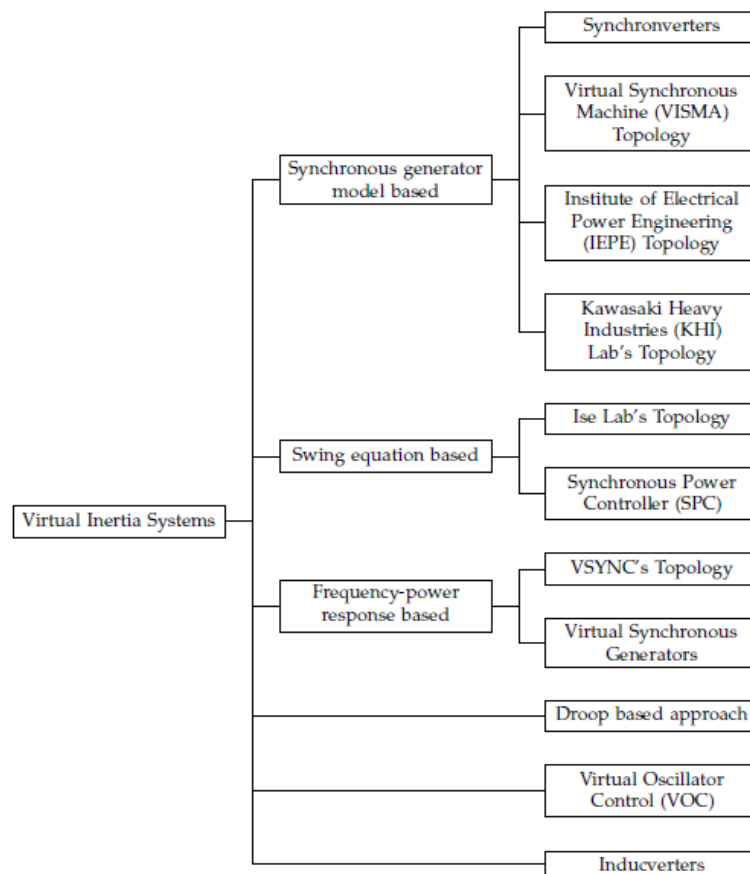 Synchronverters
Virtual Synchronous
Machine (VISMA)
Topology
Synchronous generator
model based
Institute of Electrical
Power Engineering
(IEPE) Topology
Kawasaki Heavy
Industries (KHI)
Lab's Topology
Ise Lab's Topology
Swing equation based
Synchronous Power
Controller (SPC)
Virtual Inertia Systems
VSYNC's Topology
Frequency-power
response based
Virtual Synchronous
Generators
Droop based approach
Virtual Oscillator
Control (VOC)
Inducverters